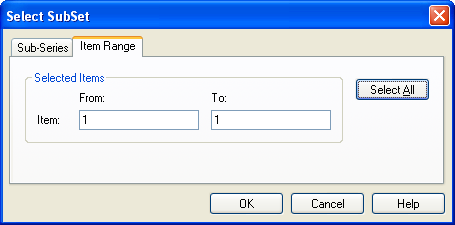 Select SubSet
Sub-Series Item Range
Selected Items
From: To:
Select All
Item: 1 1
OK Cancel Help